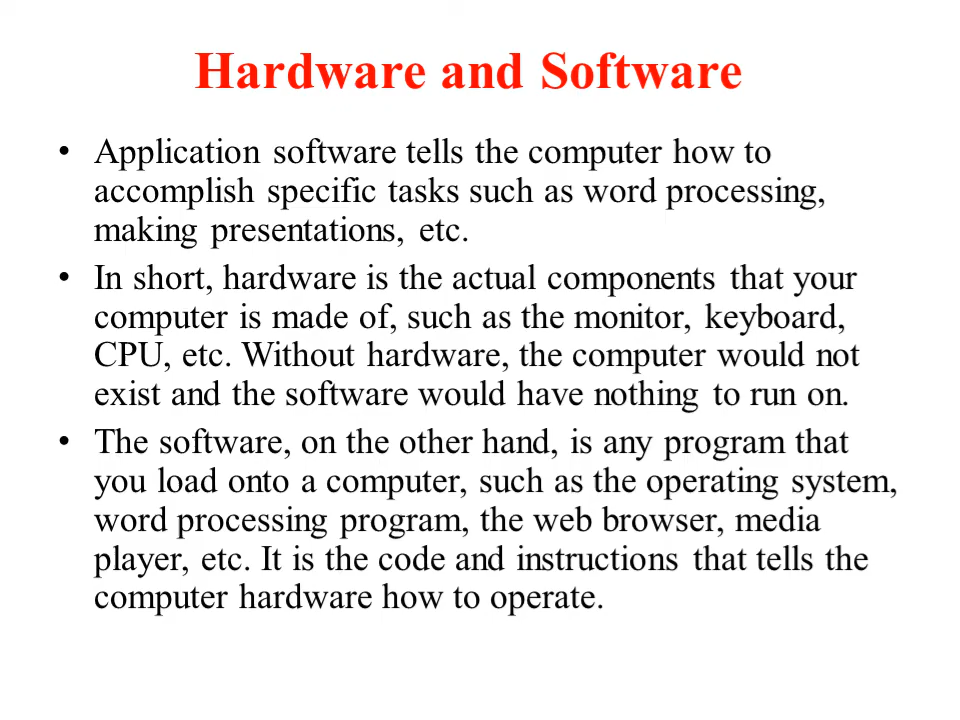 Hardware and Software
• Application software tells the computer how to
accomplish specific tasks such as word processing,
making presentations, etc.
• In short, hardware is the actual components that your
computer is made of, such as the monitor, keyboard,
CPU, etc. Without hardware, the computer would not
exist and the software would have nothing to run on.
• The software, on the other hand, is any program that
you load onto a computer, such as the operating system,
word processing program, the web browser, media
player, etc. It is the code and instructions that tells the
computer hardware how to operate.